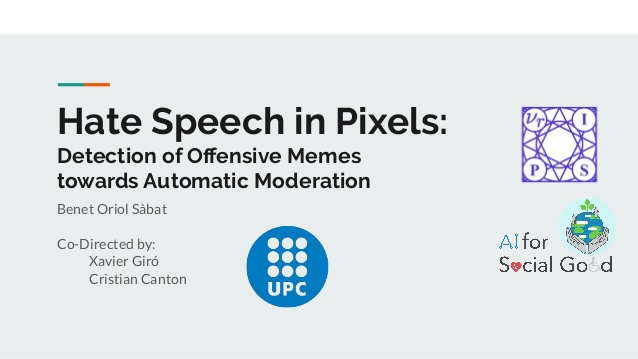 Hate Speech in Pixels:
Detection of Offensive Memes
towards Automatic Moderation
Benet Oriol Sàbat
Co-Directed by:
Xavier Giró
Cristian Canton
UPC
νr I
P S
AI for
Social Good